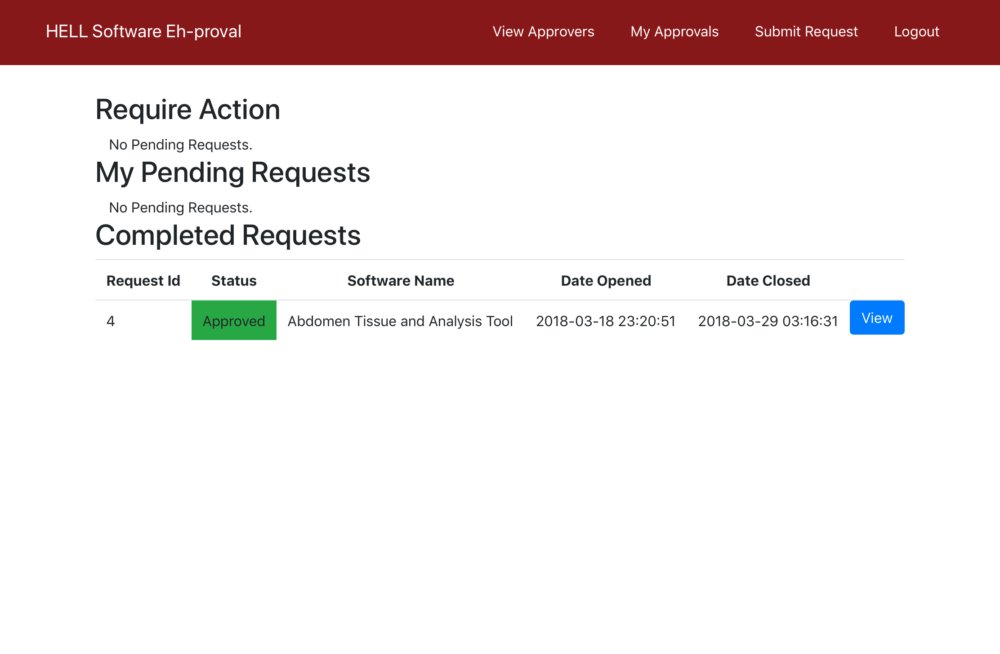 HELL Software Eh-proval View Approvers My Approvals Submit Request Logout
Require Action
No Pending Requests.
My Pending Requests
No Pending Requests.
Completed Requests
Request Id Status Software Name Date Opened Date Closed
4 Approved Abdomen Tissue and Analysis Tool 2018-03-18 23:20:51 2018-03-29 03:16:31 View